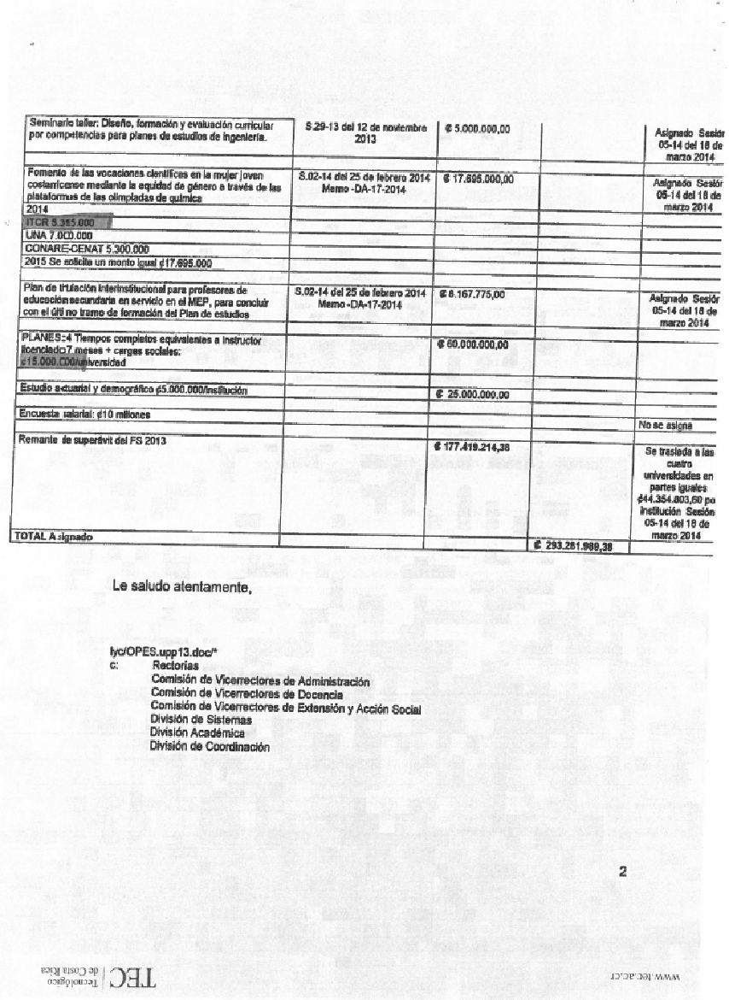 Seminario taller: Diseño, formación y evaluación curricular
por competencias para planes de estudios de ingeniería.
S.29-13 del 12 de noviembre
2013
₡ 5.000.000,00
Asignado Sesión
05-14 del 18 de
marzo 2014
Fomento de las vocaciones científicas en la mujer joven
costarricense mediante la equidad de género a través de las
plataformas de las olimpiadas de química
S.02-14 del 25 de febrero 2014
Memo -DA-17-2014
₡ 17.695.000,00
Asignado Sesión
05-14 del 18 de
marzo 2014
2014
ITCR 5.395.000
UNA 7.000.000
CONARE-CENAT 5.300.000
2015 Se solicita un monto igual ¢17.695.000
Plan de titulación interinstitucional para profesores de
educación secundaria en servicio en el MEP, para concluir
con el último tramo de formación del Plan de estudios
S.02-14 del 25 de febrero 2014
Memo -DA-17-2014
₡ 8.167.775,00
Asignado Sesión
05-14 del 18 de
marzo 2014
PLANES:4 Tiempos completos equivalentes a Instructor
licenciado 7 meses + cargas sociales:
¢15.000.000/universidad
₡ 60.000.000,00
Estudio actuarial y demográfico ¢5.000.000/institución
₡ 25.000.000,00
Encuesta salarial: ¢10 millones
No se asigna
Remante de superávit del FS 2013
₡ 177.419.214,38
Se traslada a las
cuatro
universidades en
partes iguales
¢44.354.803,60 po
institución Sesión
05-14 del 18 de
marzo 2014
TOTAL Asignado
₡ 293.281.989,38
Le saludo atentamente,
lyc/OPES.upp13.doc/*
c: Rectorías
Comisión de Vicerrectores de Administración
Comisión de Vicerrectores de Docencia
Comisión de Vicerrectores de Extensión y Acción Social
División de Sistemas
División Académica
División de Coordinación
2
TEC | Tecnológico
de Costa Rica
www.tec.ac.cr